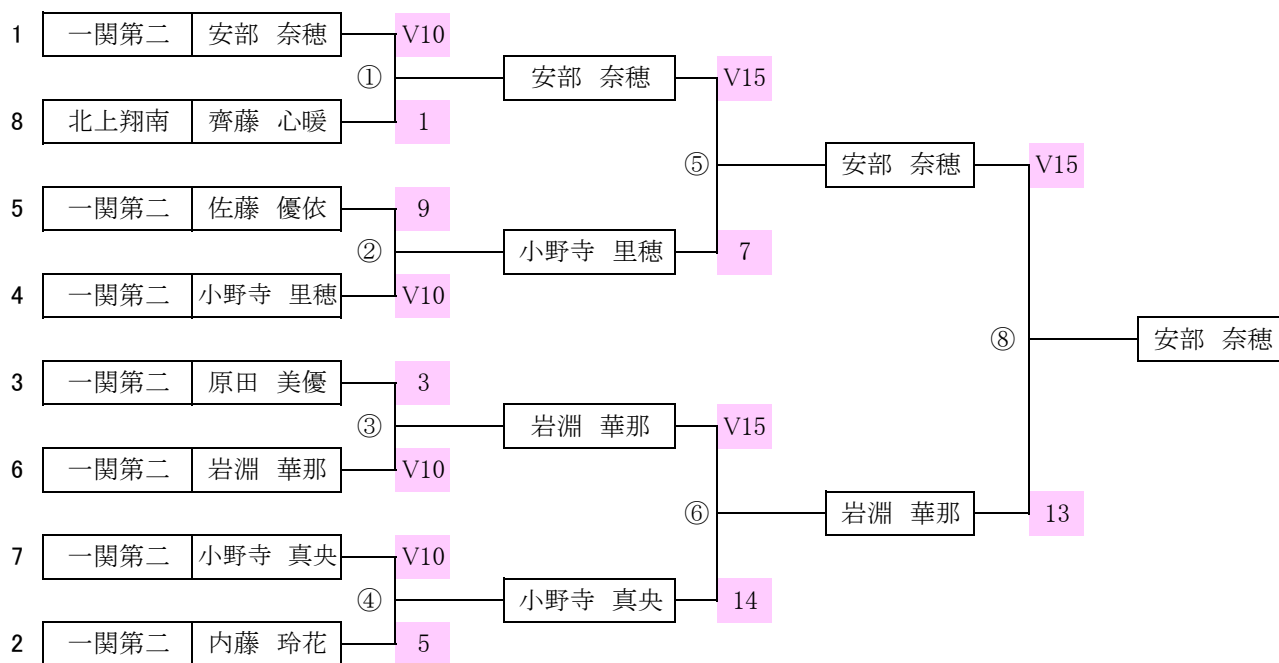 1 一関第二 安部 奈穂 V10
① 安部 奈穂 V15
8 北上翔南 齊藤 心暖 1
⑤ 安部 奈穂 V15
5 一関第二 佐藤 優依 9
② 小野寺 里穂 7
4 一関第二 小野寺 里穂 V10
⑧ 安部 奈穂
3 一関第二 原田 美優 3
③ 岩淵 華那 V15
6 一関第二 岩淵 華那 V10
⑥ 岩淵 華那 13
7 一関第二 小野寺 真央 V10
④ 小野寺 真央 14
2 一関第二 内藤 玲花 5